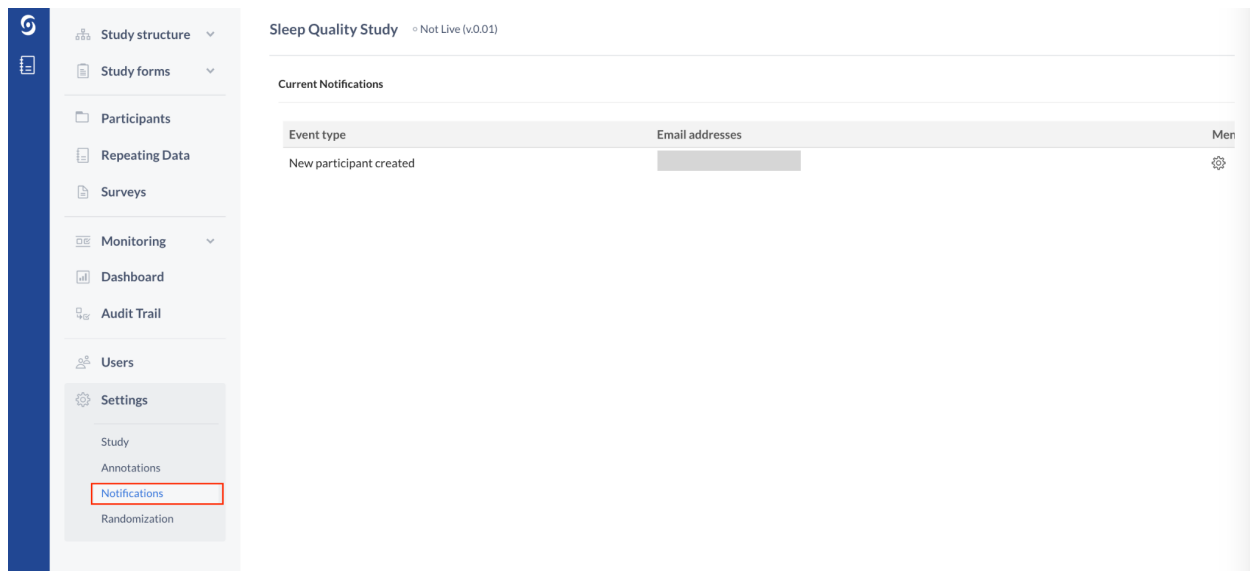 Study structure
Study forms
Participants
Repeating Data
Surveys
Monitoring
Dashboard
Audit Trail
Users
Settings
Study
Annotations
Notifications
Randomization
Sleep Quality Study Not Live (v.0.01)
Current Notifications
Event type Email addresses Men
New participant created